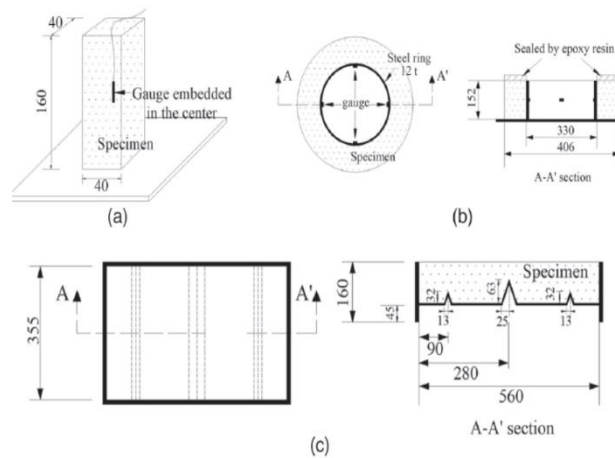 40
160
Gauge embedded
in the center
Specimen
40
(a)
A
A'
Steel ring
12 t
gauge
Specimen
Sealed by epoxy resin
152
330
406
A-A' section
(b)
A
A'
355
160
45
Specimen
32
63
32
13
25
13
90
280
560
A-A' section
(c)